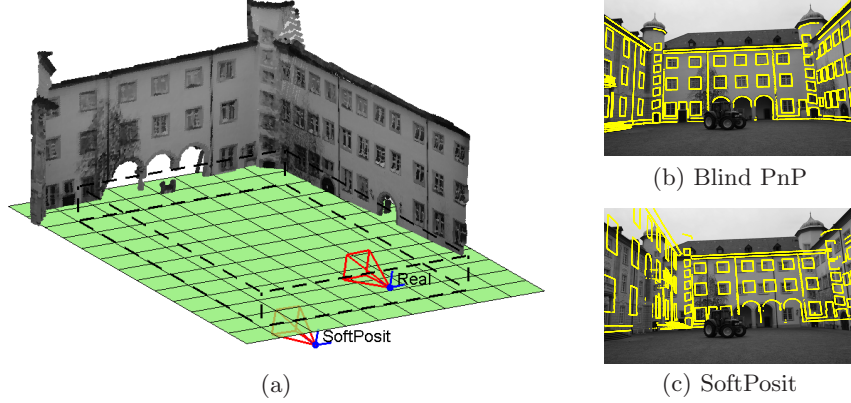 Real
SoftPosit
(a)
(b) Blind PnP
(c) SoftPosit